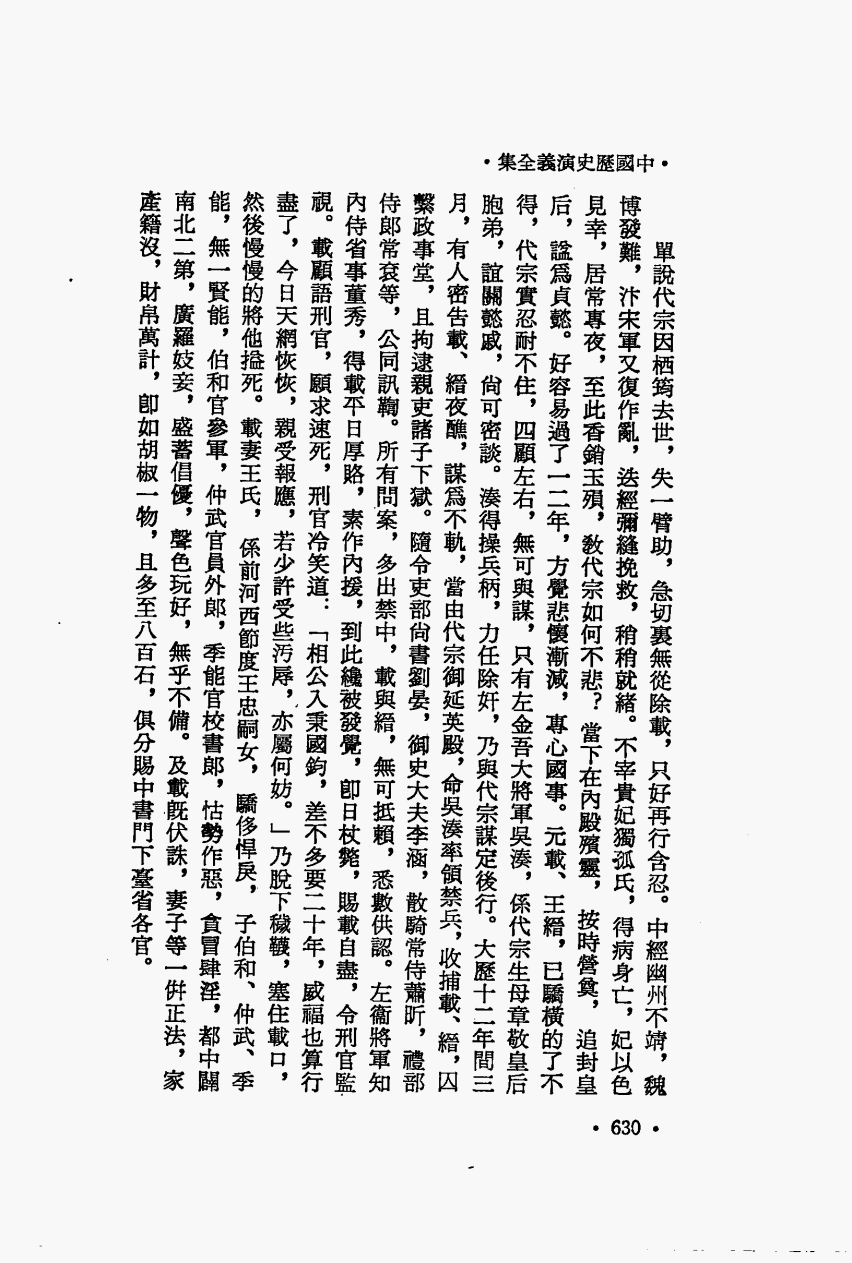 ·中國歷史演義全集·
單說代宗因栖筠去世，失一臂助，急切裏無從除載，只好再行含忍。中經幽州不靖，魏
博發難，汴宋軍又復作亂，迭經彌縫挽救，稍稍就緒。不宰貴妃獨孤氏，得病身亡，妃以色
見幸，居常專夜，至此香銷玉殞，教代宗如何不悲？當下在內殿殯靈，按時營奠，追封皇
后，諡爲貞懿。好容易過了一二年，方覺悲懷漸減，專心國事。元載、王縉，已驕橫的了不
得，代宗實忍耐不住，四顧左右，無可與謀，只有左金吾大將軍吳湊，係代宗生母章敬皇后
胞弟，誼關懿戚，尙可密談。湊得操兵柄，力任除奸，乃與代宗謀定後行。大歷十二年間三
月，有人密告載、縉夜醮，謀爲不軌，當由代宗御延英殿，命吳湊率領禁兵，收捕載、縉，囚
繫政事堂，且拘逮親吏諸子下獄。隨令吏部尙書劉晏，御史大夫李涵，散騎常侍蕭昕，禮部
侍郎常袞等，公同訊鞫。所有問案，多出禁中，載與縉，無可抵賴，悉數供認。左衞將軍知
內侍省事董秀，得載平日厚賂，素作內援，到此纔被發覺，卽日杖斃，賜載自盡，令刑官監
視。載顧語刑官，願求速死，刑官冷笑道：「相公入秉國鈞，差不多要二十年，威福也算行
盡了，今日天網恢恢，親受報應，若少許受些污辱，亦屬何妨。」乃脫下穢韈，塞住載口，
然後慢慢的將他搤死。載妻王氏，係前河西節度王忠嗣女，驕侈悍戾，子伯和、仲武、季
能，無一賢能，伯和官參軍，仲武官員外郎，季能官校書郎，怙勢作惡，貪冒肆淫，都中闢
南北二第，廣羅妓妾，盛蓄倡優，聲色玩好，無乎不備。及載旣伏誅，妻子等一倂正法，家
產籍沒，財帛萬計，卽如胡椒一物，且多至八百石，俱分賜中書門下臺省各官。
·630·